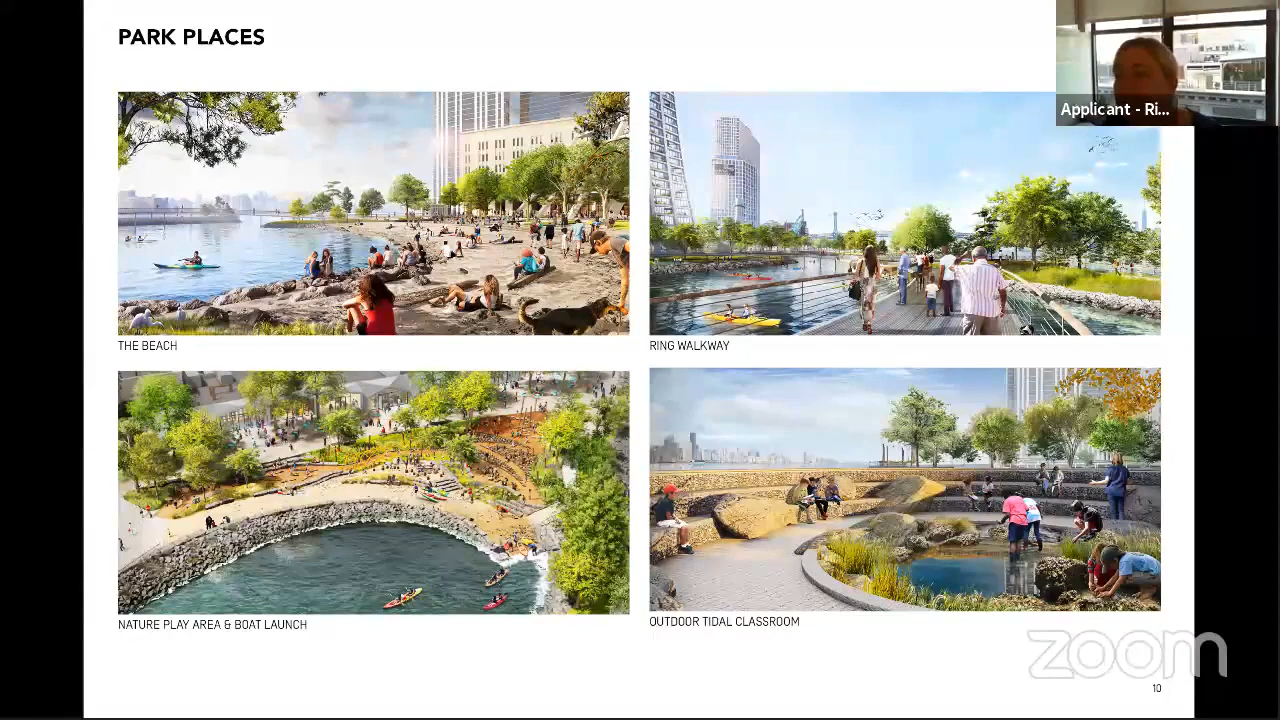 PARK PLACES
Applicant - Ri...
THE BEACH
RING WALKWAY
NATURE PLAY AREA & BOAT LAUNCH
OUTDOOR TIDAL CLASSROOM
zoom
10